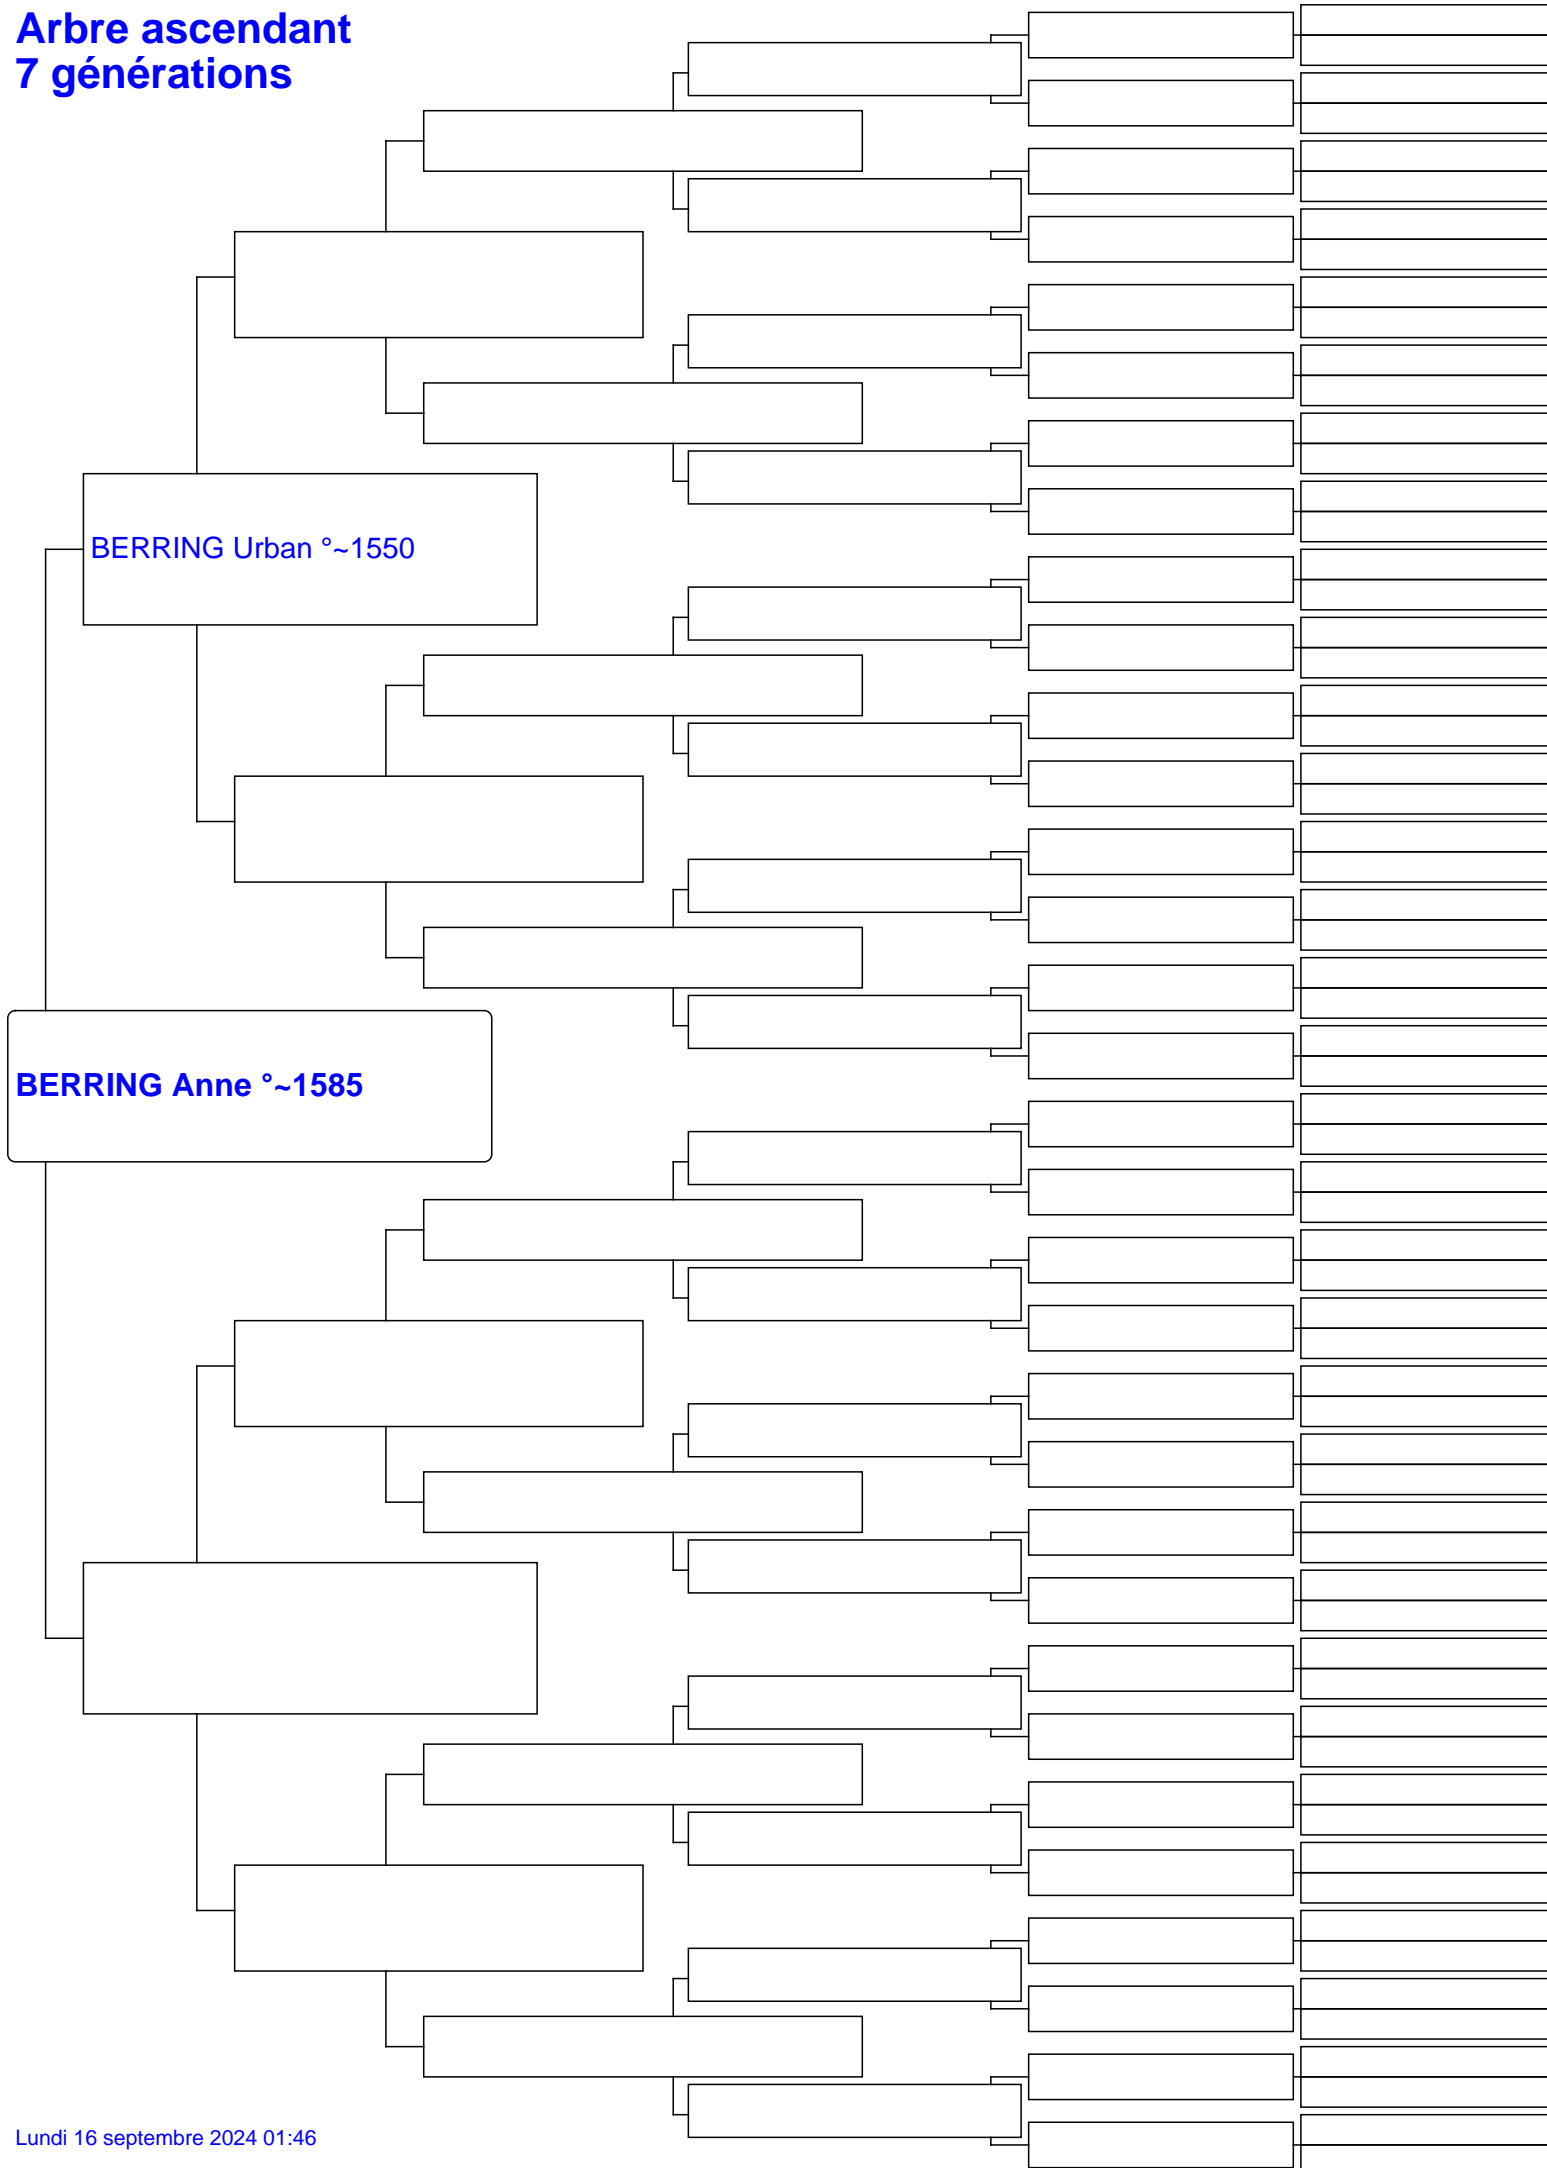 Arbre ascendant
7 générations
BERRING Urban °~1550
BERRING Anne °~1585
Lundi 16 septembre 2024 01:46